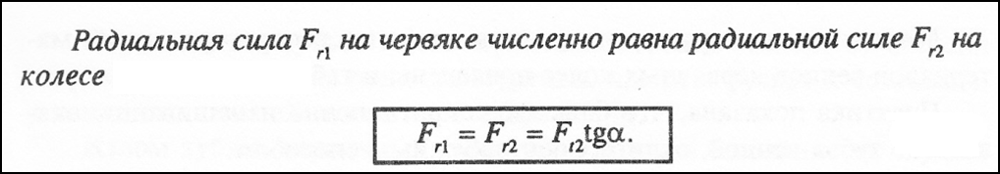 Радиальная сила F_r1 на червяке численно равна радиальной силе F_r2 на
колесе
F_r1 = F_r2 = F_t2 tgα.